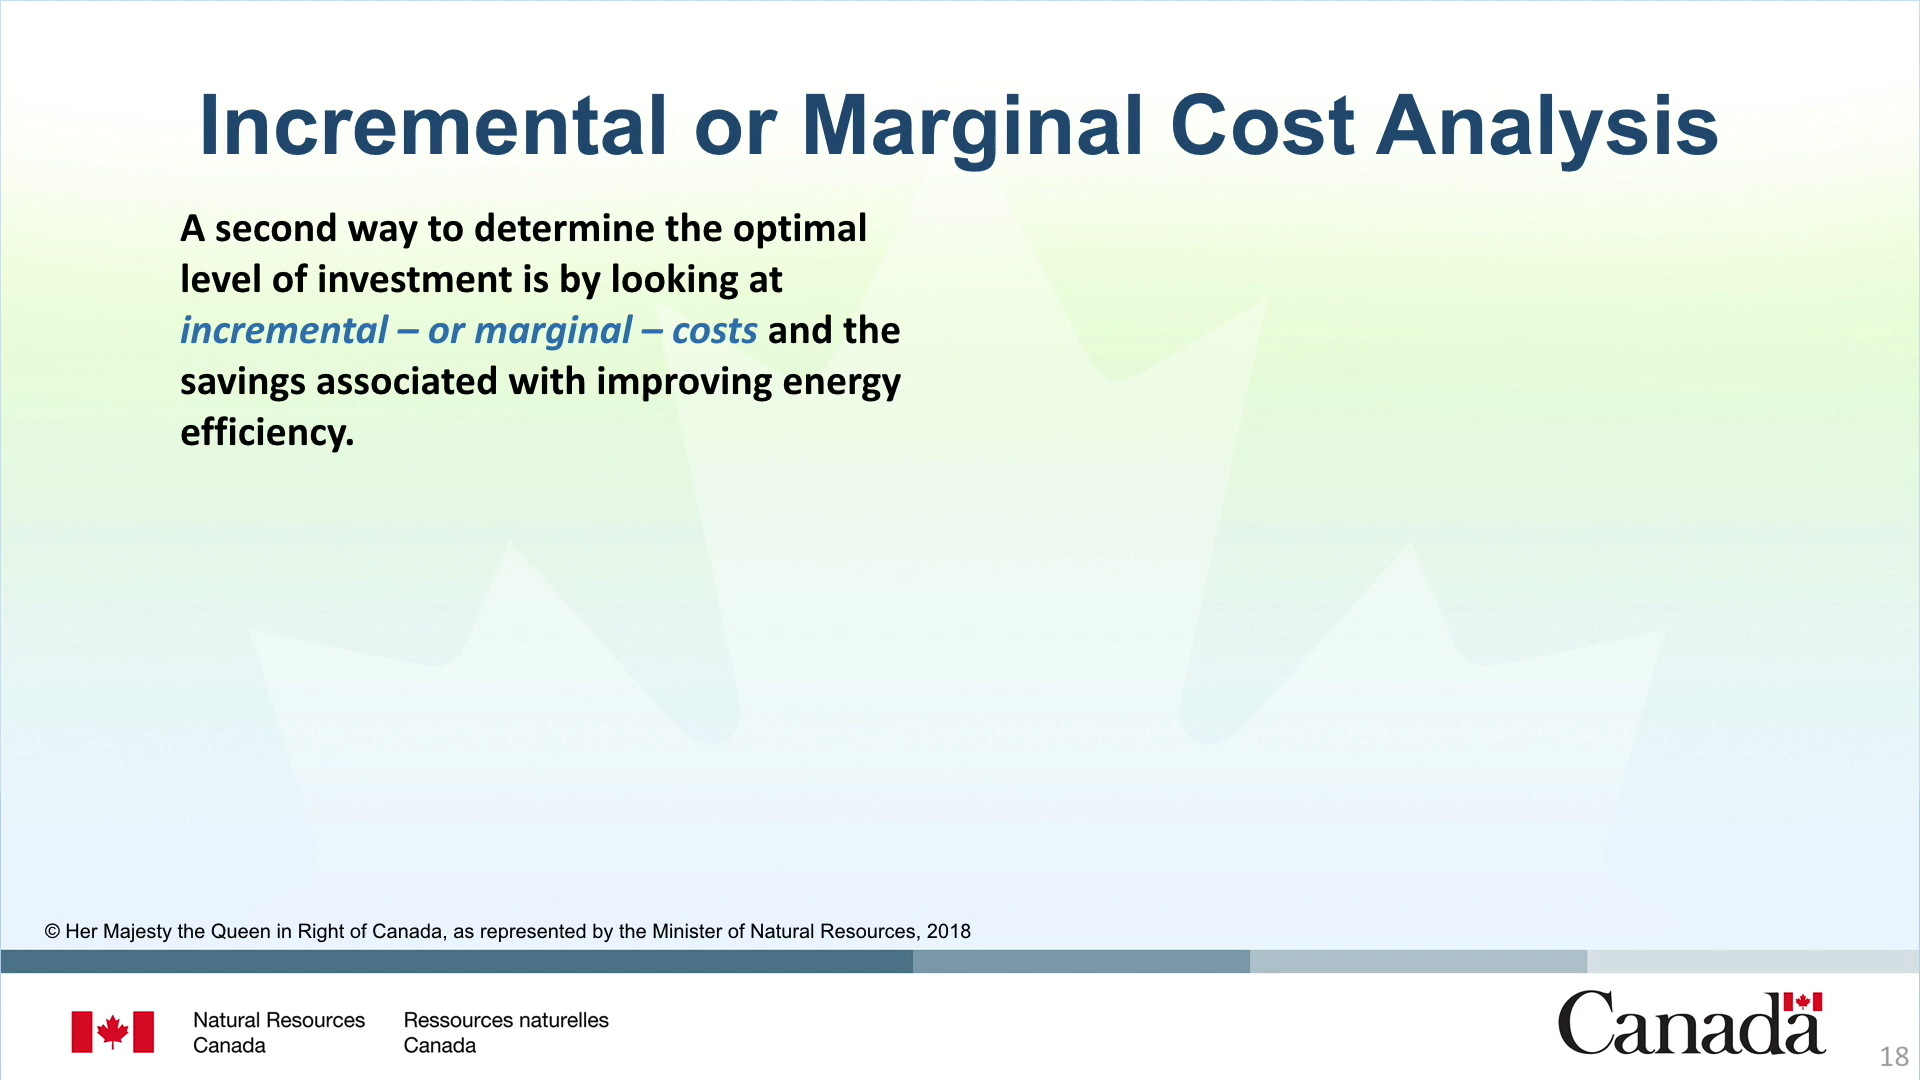 Incremental or Marginal Cost Analysis
A second way to determine the optimal
level of investment is by looking at
incremental – or marginal – costs and the
savings associated with improving energy
efficiency.
© Her Majesty the Queen in Right of Canada, as represented by the Minister of Natural Resources, 2018
Natural Resources
Canada
Ressources naturelles
Canada
Canada
18